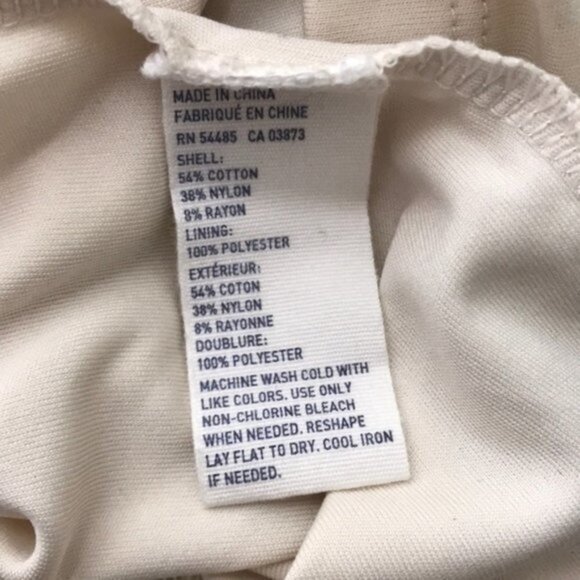 MADE IN CHINA
FABRIQUÉ EN CHINE
RN 54485 CA 03873
SHELL:
54% COTTON
38% NYLON
8% RAYON
LINING:
100% POLYESTER
EXTÉRIEUR:
54% COTON
38% NYLON
8% RAYONNE
DOUBLURE:
100% POLYESTER
MACHINE WASH COLD WITH
LIKE COLORS. USE ONLY
NON-CHLORINE BLEACH
WHEN NEEDED. RESHAPE
LAY FLAT TO DRY. COOL IRON
IF NEEDED.